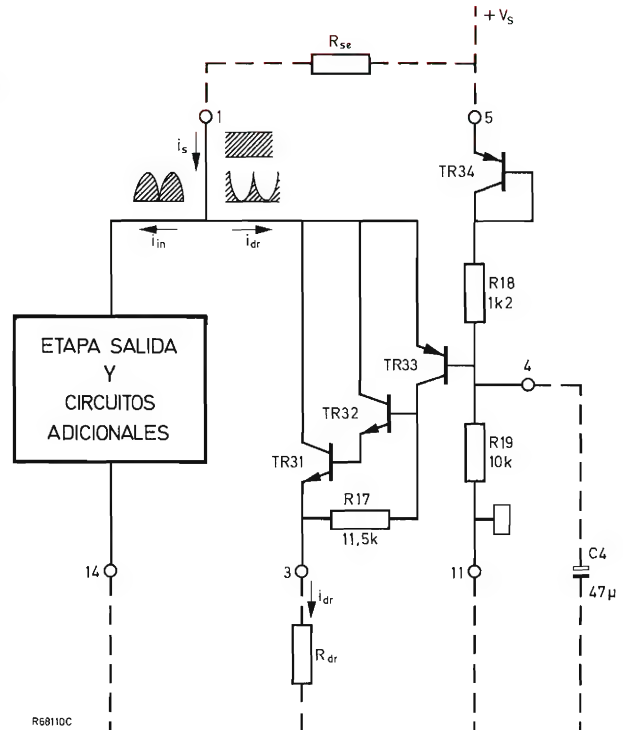 + Vs
Rse
1
5
is
TR34
iin
idr
R18
1k2
ETAPA SALIDA
Y
CIRCUITOS
ADICIONALES
TR33
4
TR32
R19
10k
TR31
R17
11,5k
14
3
11
C4
47µ
idr
Rdr
R68110C